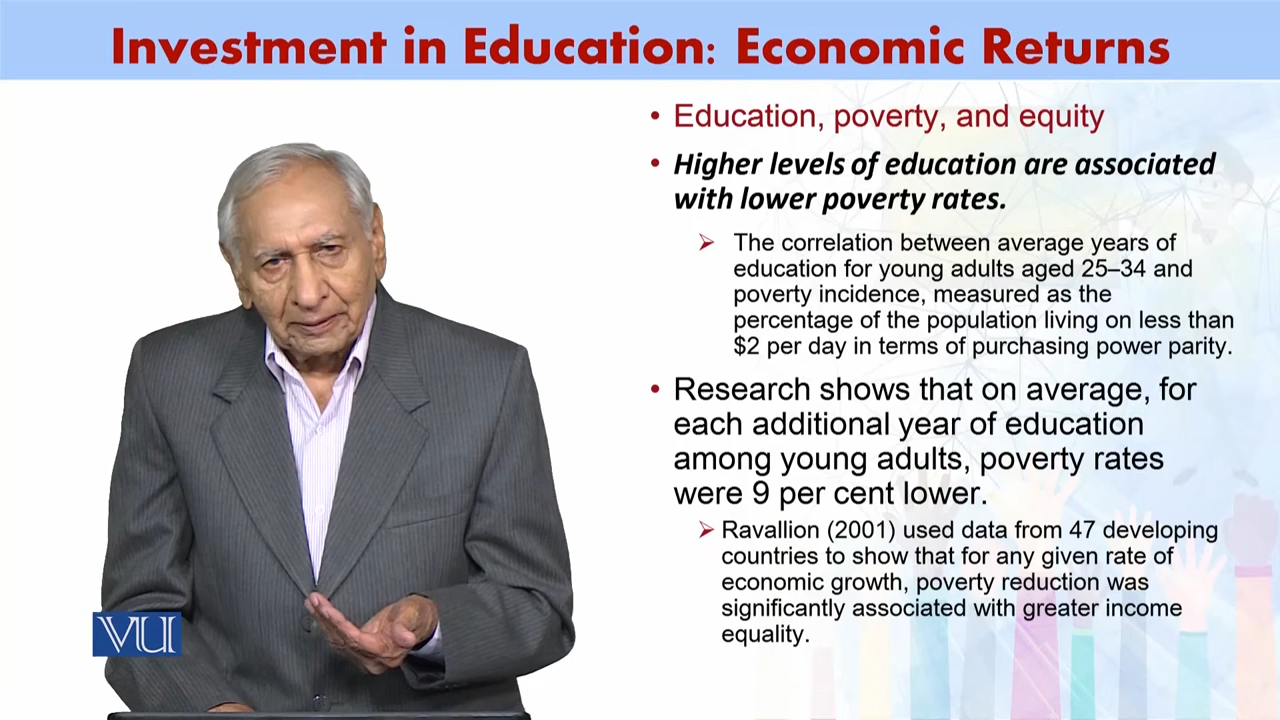 Investment in Education: Economic Returns
• Education, poverty, and equity
• Higher levels of education are associated
with lower poverty rates.
➢ The correlation between average years of
education for young adults aged 25–34 and
poverty incidence, measured as the
percentage of the population living on less than
$2 per day in terms of purchasing power parity.
• Research shows that on average, for
each additional year of education
among young adults, poverty rates
were 9 per cent lower.
➢ Ravallion (2001) used data from 47 developing
countries to show that for any given rate of
economic growth, poverty reduction was
significantly associated with greater income
equality.
VU